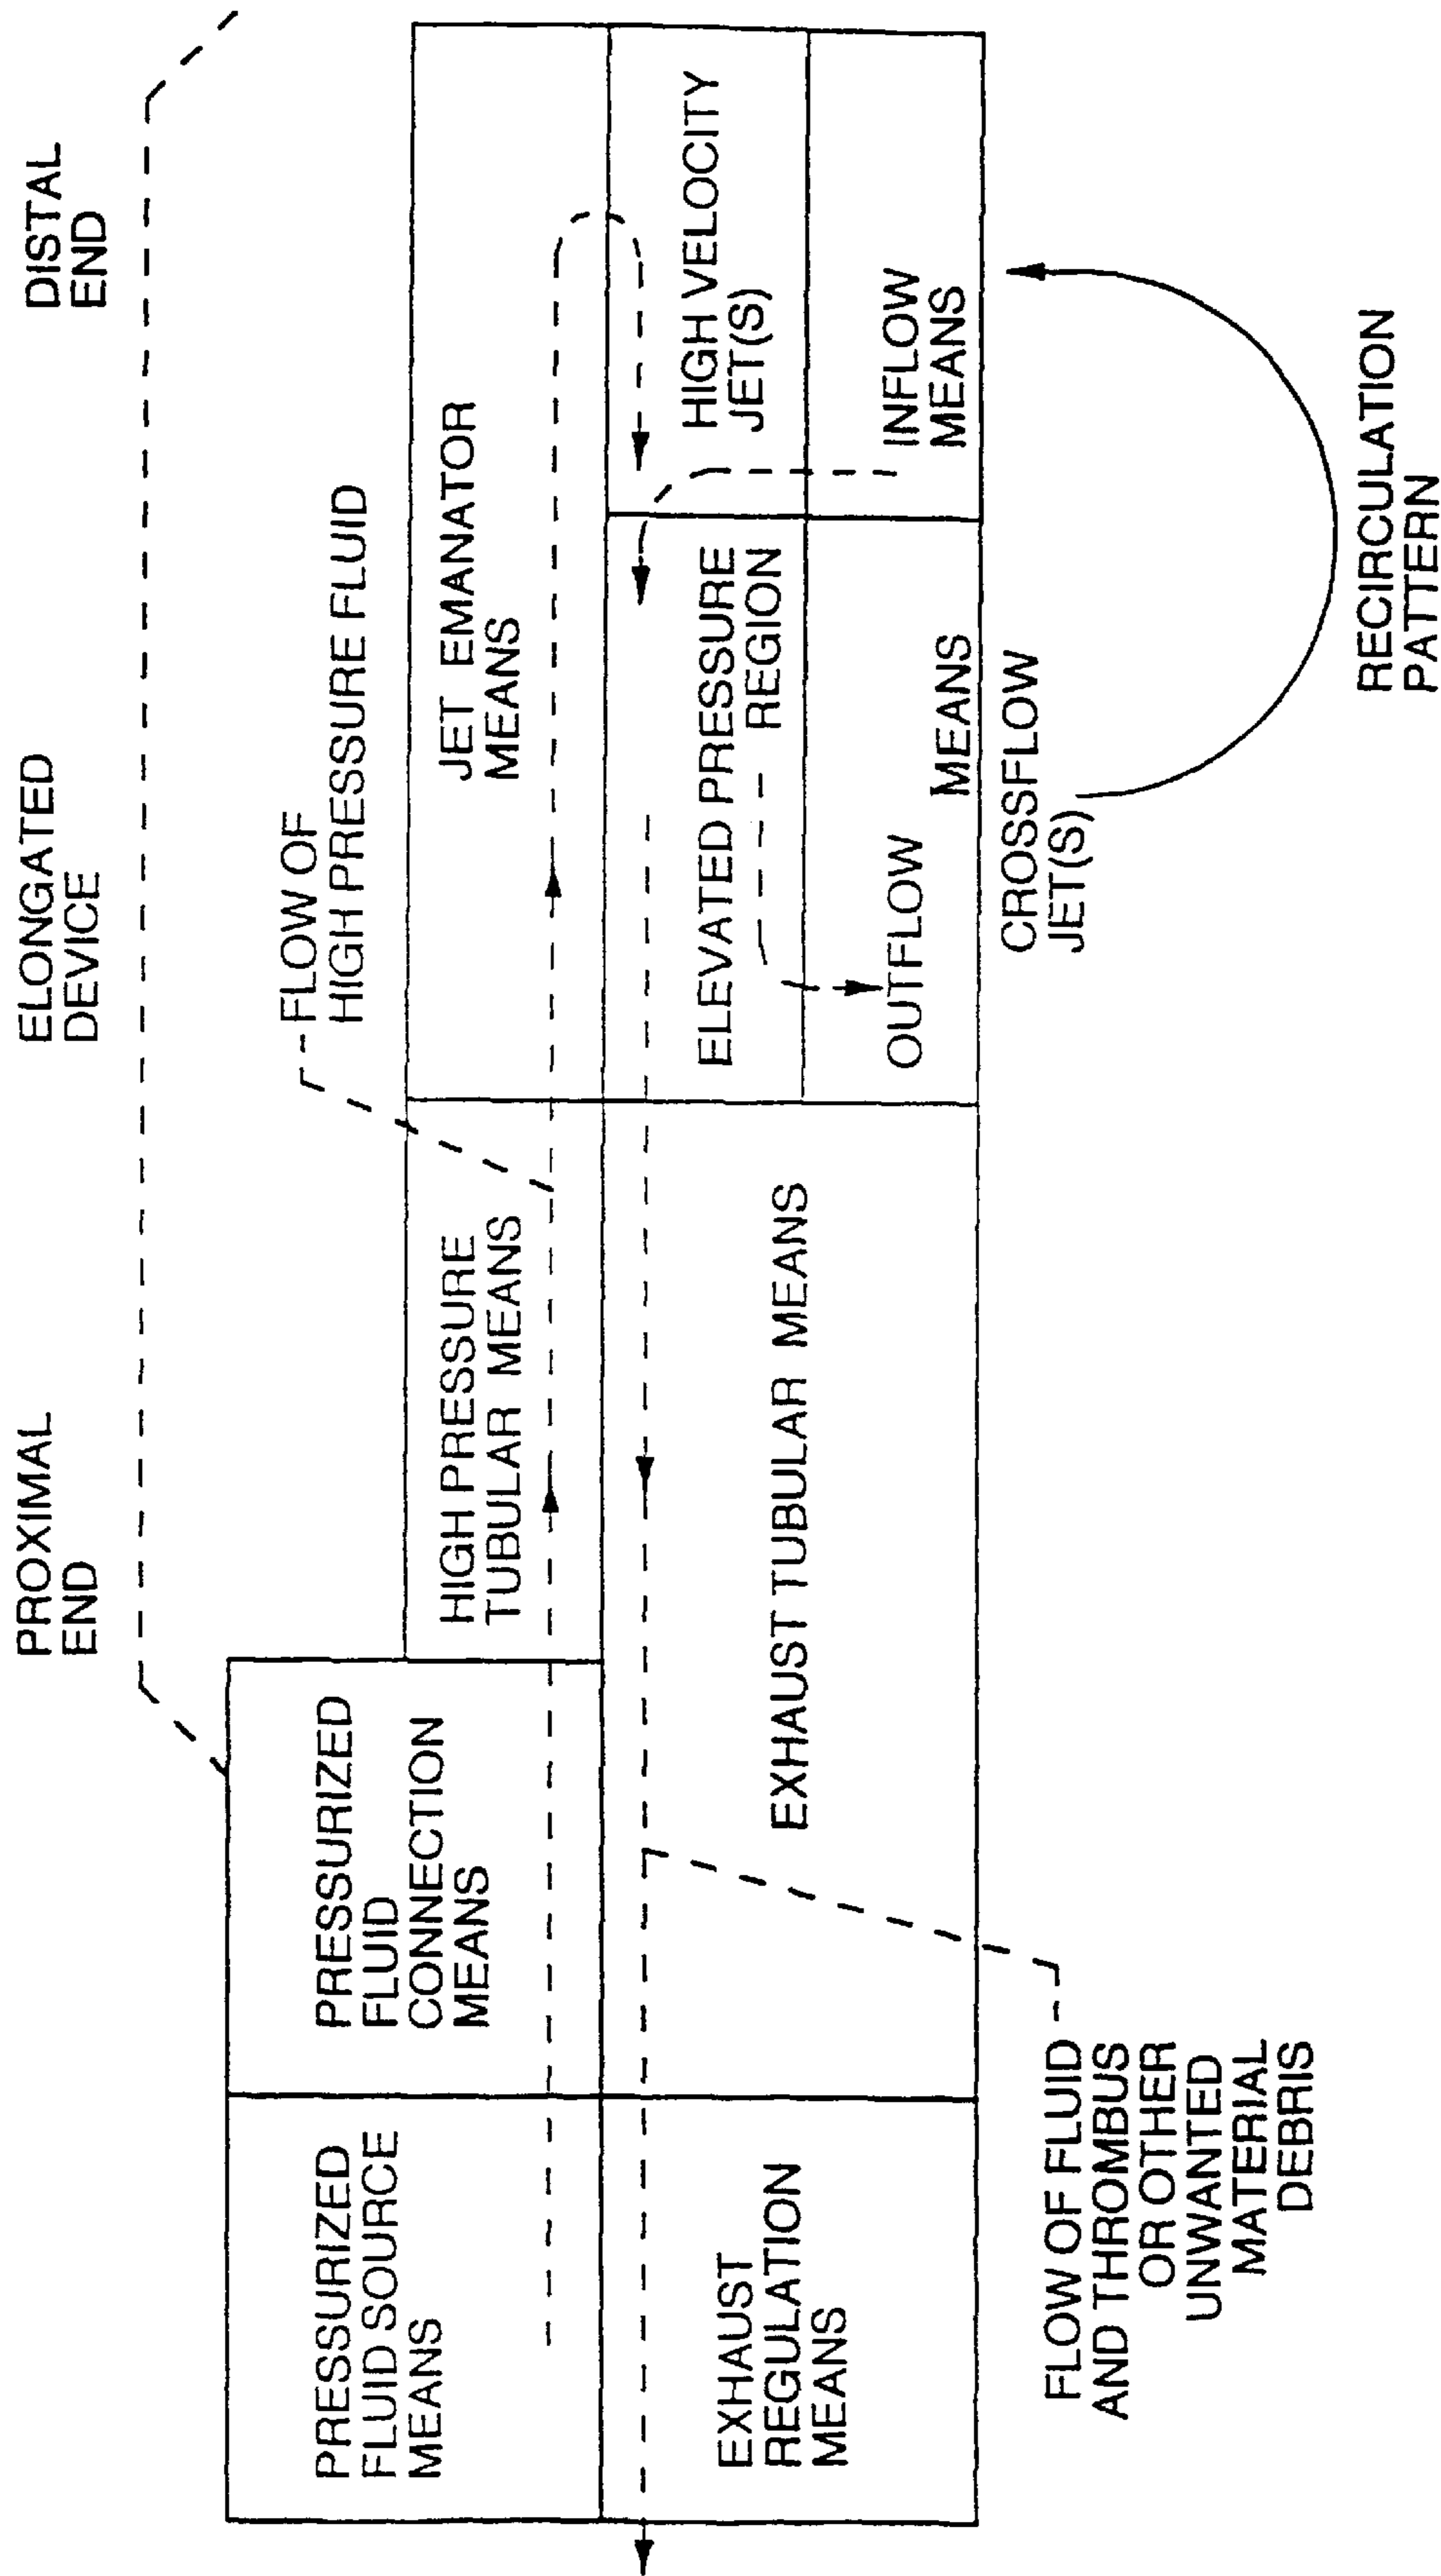 PROXIMAL
END
ELONGATED
DEVICE
DISTAL
END
FLOW OF
HIGH PRESSURE FLUID
PRESSURIZED
FLUID SOURCE
MEANS
PRESSURIZED
FLUID
CONNECTION
MEANS
HIGH PRESSURE
TUBULAR MEANS
JET EMANATOR
MEANS
HIGH VELOCITY
JET(S)
ELEVATED PRESSURE
REGION
INFLOW
MEANS
OUTFLOW
MEANS
EXHAUST
REGULATION
MEANS
EXHAUST TUBULAR MEANS
CROSSFLOW
JET(S)
FLOW OF FLUID
AND THROMBUS
OR OTHER
UNWANTED
MATERIAL
DEBRIS
RECIRCULATION
PATTERN